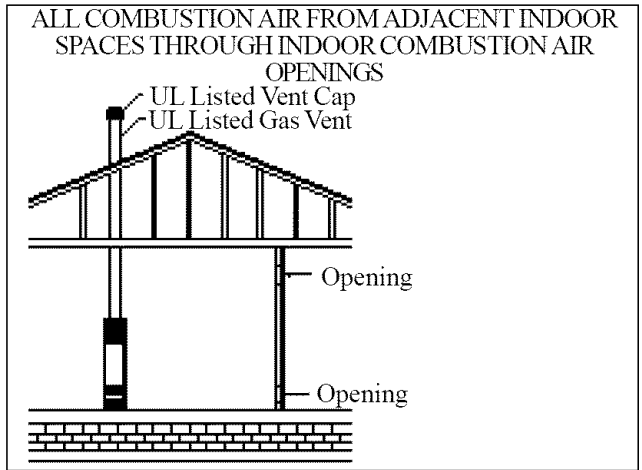 ALL COMBUSTION AIR FROM ADJACENT INDOOR
SPACES THROUGH INDOOR COMBUSTION AIR
OPENINGS
UL Listed Vent Cap
UL Listed Gas Vent
Opening
Opening